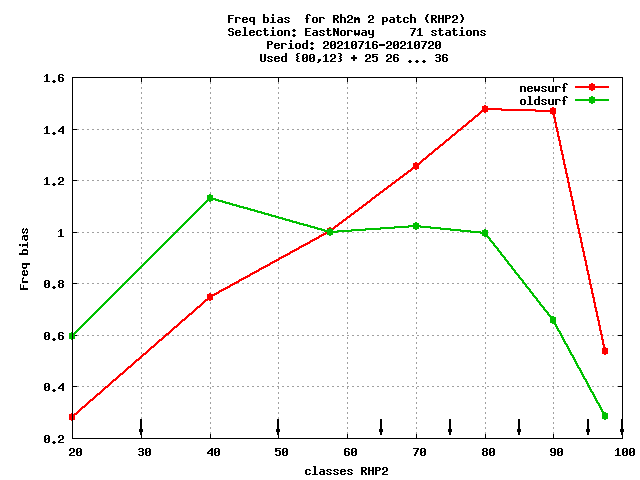 Freq bias  for Rh2m 2 patch (RHP2)
Selection: EastNorway     71 stations
Period: 20210716-20210720
Used {00,12} + 25 26 ... 36
newsurf
oldsurf
1.6
1.4
1.2
1
0.8
0.6
0.4
0.2
Freq bias
20 30 40 50 60 70 80 90 100
classes RHP2